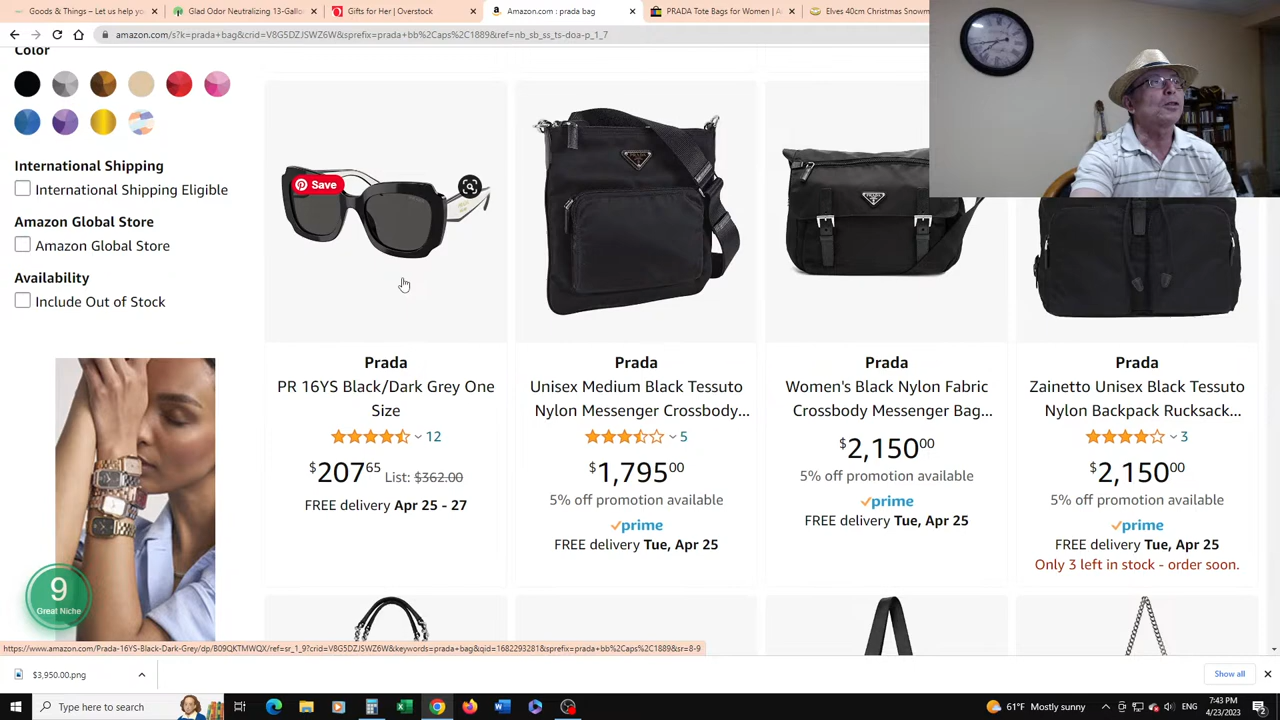 Goods & Things – Let us help yo
Glad Odor Neutralizing 13-Gallo
Gifts for Her | Overstock
Amazon.com : prada bag
PRADA Tote Bags for Women | A
Elves 40cm Christmas Snowm
amazon.com/s?k=prada+bag&crid=V8G5DZJSWZ6W&sprefix=prada+bb%2Caps%2C1889&ref=nb_sb_ss_ts-doa-p_1_7
Color
International Shipping
International Shipping Eligible
Amazon Global Store
Amazon Global Store
Availability
Include Out of Stock
9
Great Niche
Save
Prada
PR 16YS Black/Dark Grey One
Size
12
$207.65 List: $362.00
FREE delivery Apr 25 - 27
PRADA
Prada
Unisex Medium Black Tessuto
Nylon Messenger Crossbody...
5
$1,795.00
5% off promotion available
prime
FREE delivery Tue, Apr 25
PRADA
Prada
Women's Black Nylon Fabric
Crossbody Messenger Bag...
$2,150.00
5% off promotion available
prime
FREE delivery Tue, Apr 25
Prada
Zainetto Unisex Black Tessuto
Nylon Backpack Rucksack...
3
$2,150.00
5% off promotion available
prime
FREE delivery Tue, Apr 25
Only 3 left in stock - order soon.
https://www.amazon.com/Prada-16YS-Black-Dark-Grey/dp/B09QKTMWQX/ref=sr_1_9?crid=V8G5DZJSWZ6W&keywords=prada+bag&qid=1682293281&sprefix=prada+bb%2Caps%2C1889&sr=8-9
$3,950.00.png
Show all
Type here to search
61°F Mostly sunny
7:43 PM
4/23/2023
2